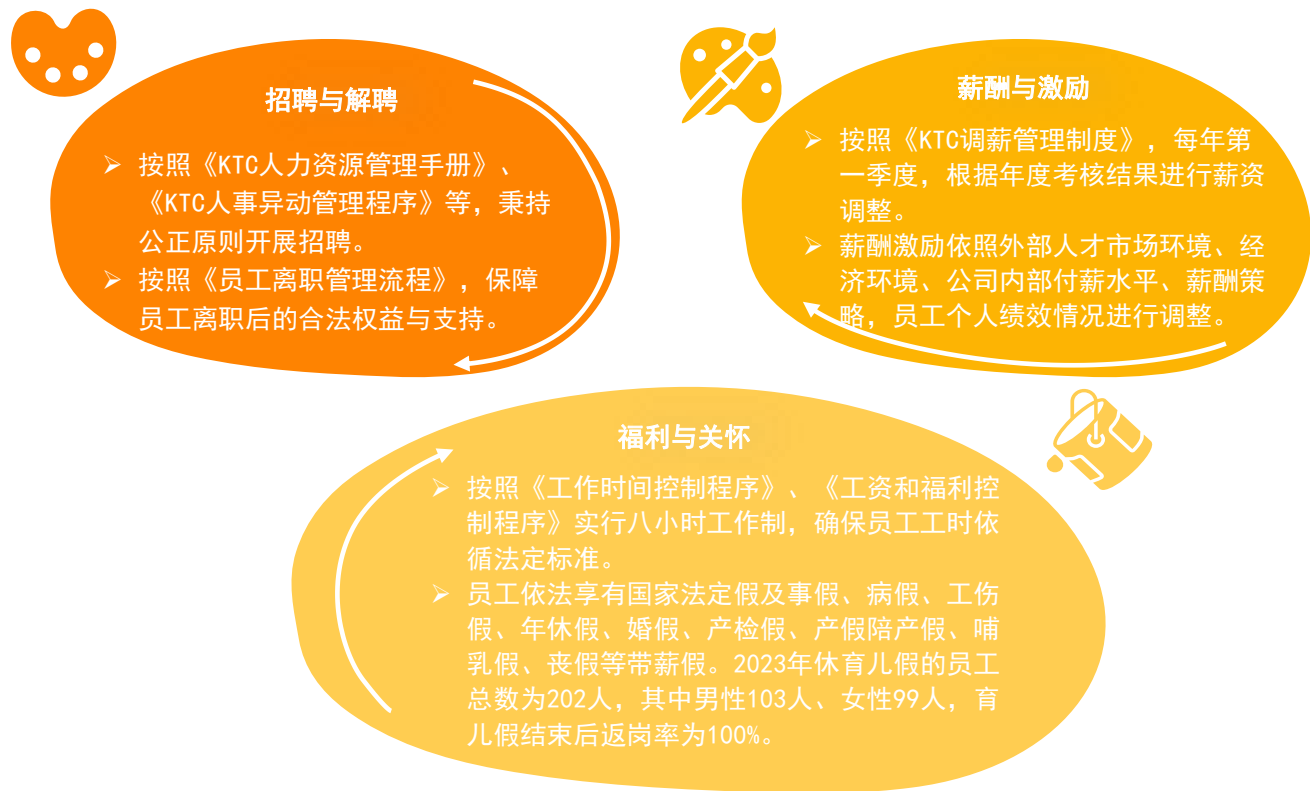 招聘与解聘
➢ 按照《KTC人力资源管理手册》、
《KTC人事异动管理程序》等，秉持
公正原则开展招聘。
➢ 按照《员工离职管理流程》，保障
员工离职后的合法权益与支持。
薪酬与激励
➢ 按照《KTC调薪管理制度》，每年第
一季度，根据年度考核结果进行薪资
调整。
➢ 薪酬激励依照外部人才市场环境、经
济环境、公司内部付薪水平、薪酬策
略，员工个人绩效情况进行调整。
福利与关怀
➢ 按照《工作时间控制程序》、《工资和福利控
制程序》实行八小时工作制，确保员工工时依
循法定标准。
➢ 员工依法享有国家法定假及事假、病假、工伤
假、年休假、婚假、产检假、产假陪产假、哺
乳假、丧假等带薪假。2023年休育儿假的员工
总数为202人，其中男性103人、女性99人，育
儿假结束后返岗率为100%。